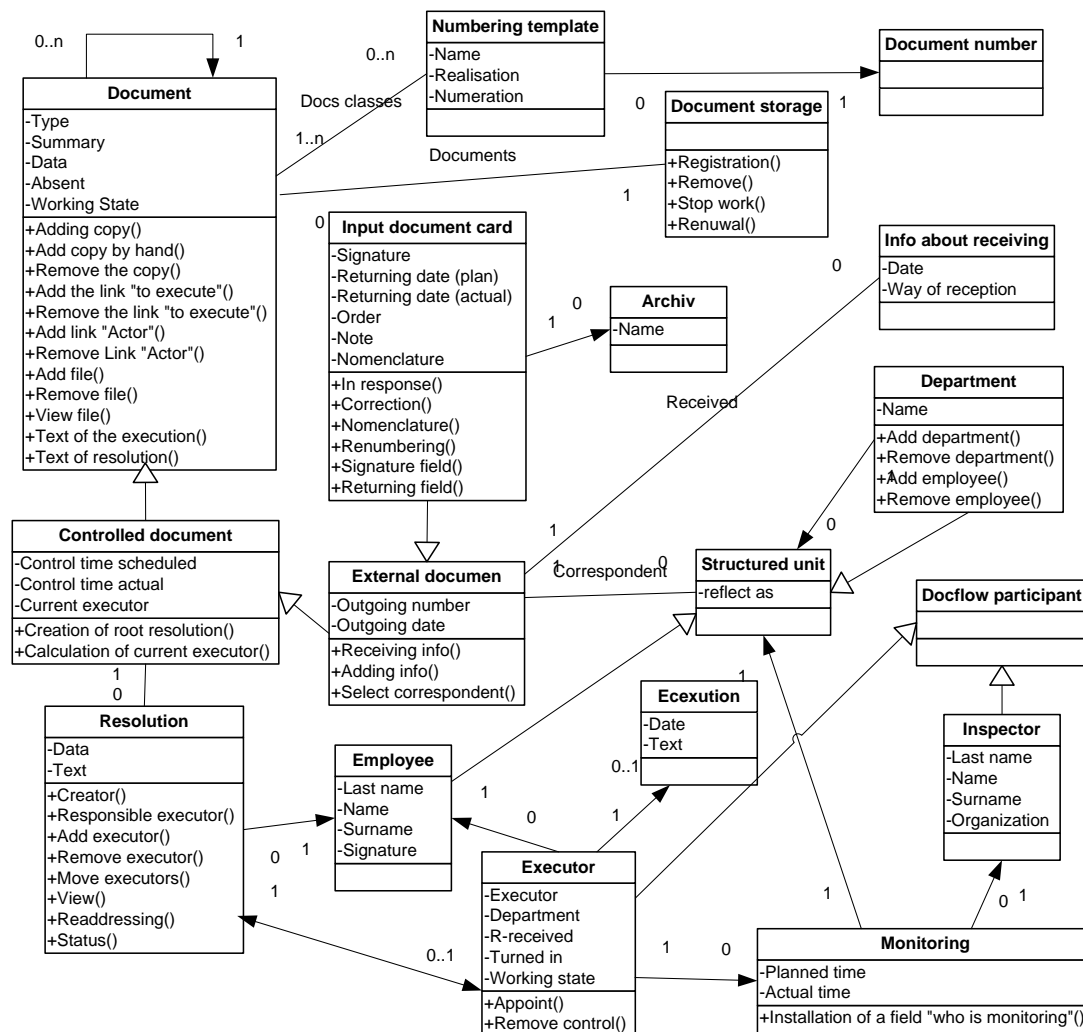 0..n
1
Document
-Type
-Summary
-Data
-Absent
-Working State
+Adding copy()
+Add copy by hand()
+Remove the copy()
+Add the link "to execute"()
+Remove the link "to execute"()
+Add link "Actor"()
+Remove Link "Actor"()
+Add file()
+Remove file()
+View file()
+Text of the execution()
+Text of resolution()
0..n
Docs classes
1..n
Numbering template
-Name
-Realisation
-Numeration
0
1
Document number
Documents
0
1
Document storage
+Registration()
+Remove()
+Stop work()
+Renuwal()
Input document card
-Signature
-Returning date (plan)
-Returning date (actual)
-Order
-Note
-Nomenclature
+In response()
+Correction()
+Nomenclature()
+Renumbering()
+Signature field()
+Returning field()
1
0
Archiv
-Name
0
Info about receiving
-Date
-Way of reception
Received
1
Department
-Name
+Add department()
+Remove department()
+Add employee()
+Remove employee()
1
0
Controlled document
-Control time scheduled
-Control time actual
-Current executor
+Creation of root resolution()
+Calculation of current executor()
External documen
-Outgoing number
-Outgoing date
+Receiving info()
+Adding info()
+Select correspondent()
1
Correspondent
0
Structured unit
-reflect as
Docflow participant
1
0
Resolution
-Data
-Text
+Creator()
+Responsible executor()
+Add executor()
+Remove executor()
+Move executors()
+View()
+Readdressing()
+Status()
Employee
-Last name
-Name
-Surname
-Signature
Ecexution
-Date
-Text
1
Inspector
-Last name
-Name
-Surname
-Organization
0..1
1
1
0
0
1
1
0..1
Executor
-Executor
-Department
-R-received
-Turned in
-Working state
+Appoint()
+Remove control()
1
0
1
0
1
Monitoring
-Planned time
-Actual time
+Installation of a field "who is monitoring"()